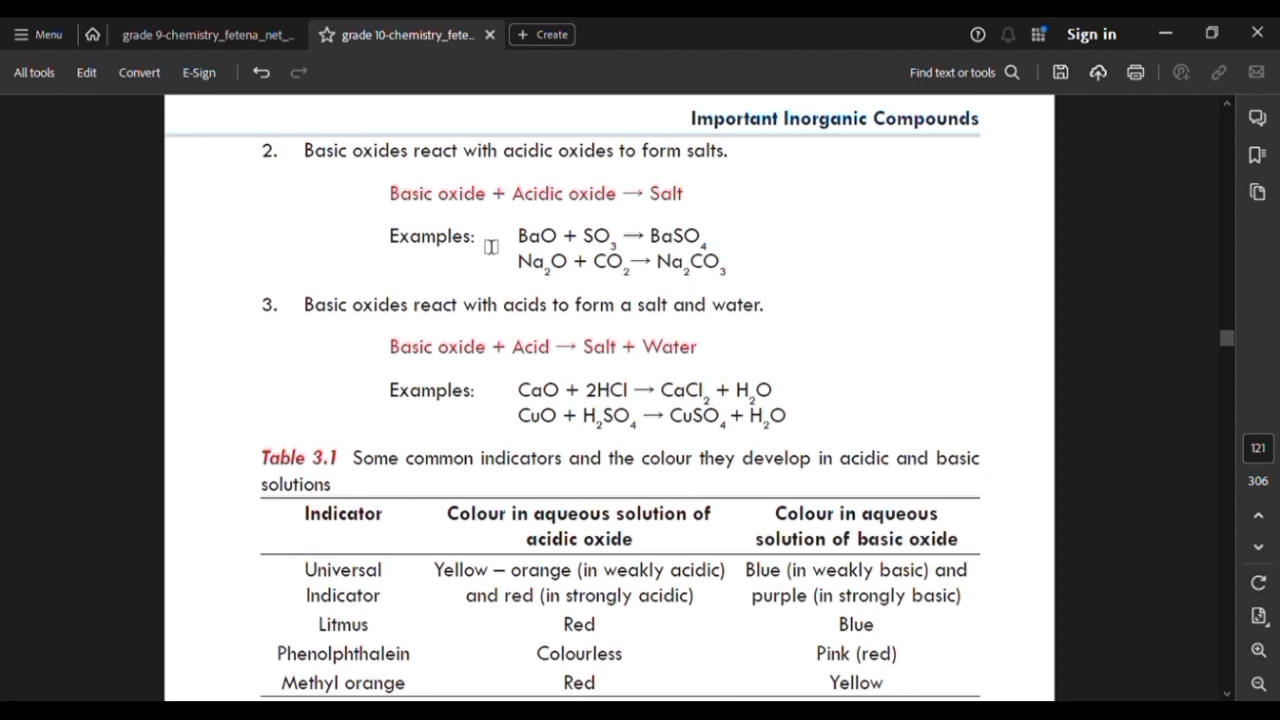 Menu grade 9-chemistry_fetena_net_... grade 10-chemistry_fete... + Create Sign in
All tools Edit Convert E-Sign Find text or tools
Important Inorganic Compounds
2. Basic oxides react with acidic oxides to form salts.
Basic oxide + Acidic oxide → Salt
Examples: BaO + SO₃ → BaSO₄
Na₂O + CO₂ → Na₂CO₃
3. Basic oxides react with acids to form a salt and water.
Basic oxide + Acid → Salt + Water
Examples: CaO + 2HCl → CaCl₂ + H₂O
CuO + H₂SO₄ → CuSO₄ + H₂O
Table 3.1 Some common indicators and the colour they develop in acidic and basic
solutions
Indicator Colour in aqueous solution of Colour in aqueous
acidic oxide solution of basic oxide
Universal Yellow – orange (in weakly acidic) Blue (in weakly basic) and
Indicator and red (in strongly acidic) purple (in strongly basic)
Litmus Red Blue
Phenolphthalein Colourless Pink (red)
Methyl orange Red Yellow
121
306